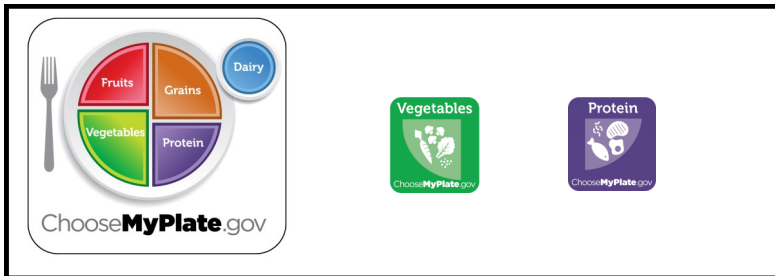 Fruits
Grains
Dairy
Vegetables
Protein
ChooseMyPlate.gov
Vegetables
ChooseMyPlate.gov
Protein
ChooseMyPlate.gov